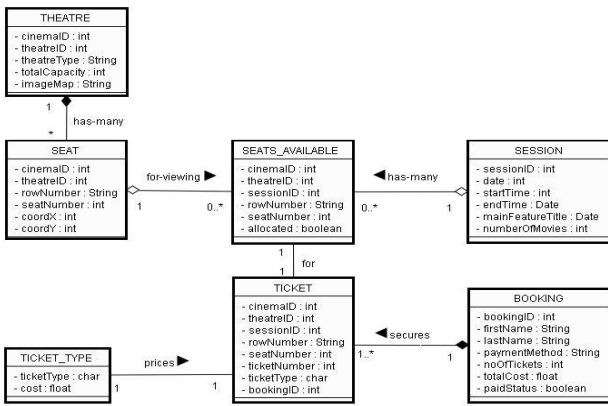 THEATRE
- cinemaID : int
- theatreID : int
- theatreType : String
- totalCapacity : int
- imageMap : String
1
has-many
*
SEAT
- cinemaID : int
- theatreID : int
- rowNumber : String
- seatNumber : int
- coordX : int
- coordY : int
for-viewing
1
0..*
SEATS_AVAILABLE
- cinemaID : int
- theatreID : int
- sessionID : int
- rowNumber : String
- seatNumber : int
- allocated : boolean
has-many
0..*
1
SESSION
- sessionID : int
- date : int
- startTime : int
- endTime : Date
- mainFeatureTitle : Date
- numberOfMovies : int
1
for
1
TICKET
- cinemaID : int
- theatreID : int
- sessionID : int
- rowNumber : String
- seatNumber : int
- ticketNumber : int
- ticketType : char
- bookingID : int
secures
1..*
1
BOOKING
- bookingID : int
- firstName : String
- lastName : String
- paymentMethod : String
- noOfTickets : int
- totalCost : float
- paidStatus : boolean
TICKET_TYPE
- ticketType : char
- cost : float
prices
1
1